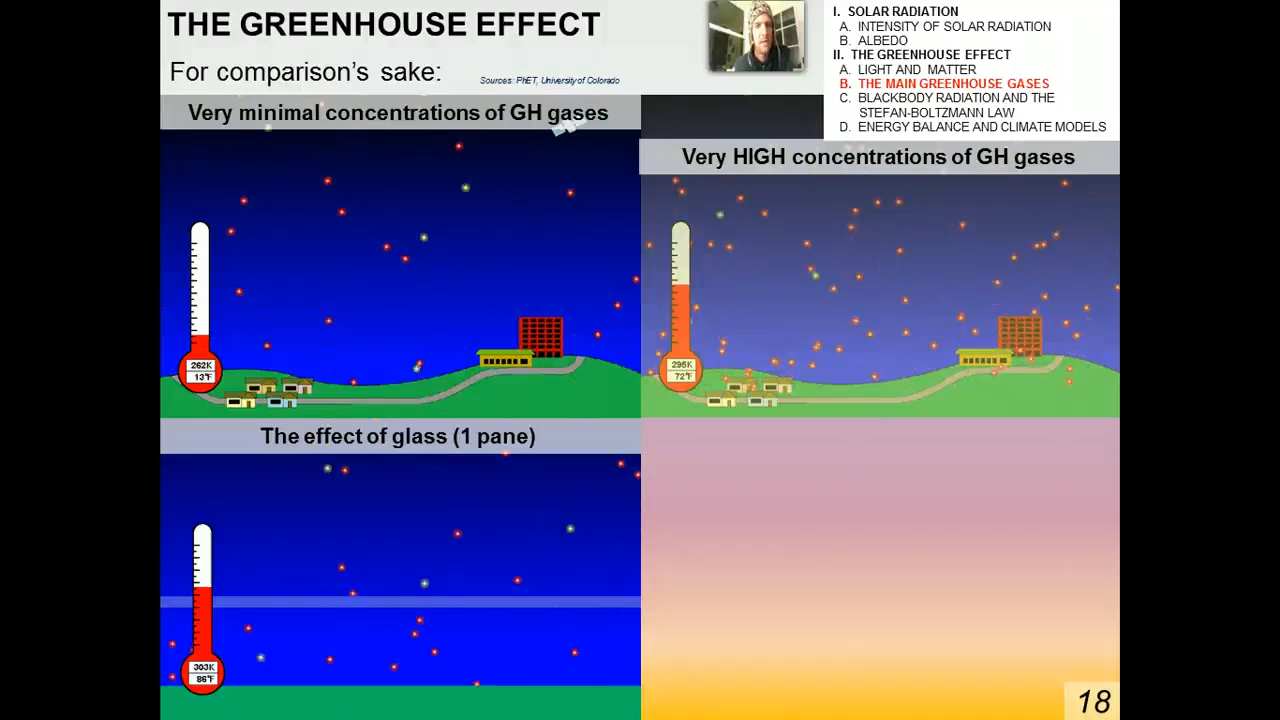 THE GREENHOUSE EFFECT
For comparison's sake:
Sources: PhET, University of Colorado
I. SOLAR RADIATION
A. INTENSITY OF SOLAR RADIATION
B. ALBEDO
II. THE GREENHOUSE EFFECT
A. LIGHT AND MATTER
B. THE MAIN GREENHOUSE GASES
C. BLACKBODY RADIATION AND THE
STEFAN-BOLTZMANN LAW
D. ENERGY BALANCE AND CLIMATE MODELS
Very minimal concentrations of GH gases
262K
13°F
Very HIGH concentrations of GH gases
295K
72°F
The effect of glass (1 pane)
303K
86°F
18